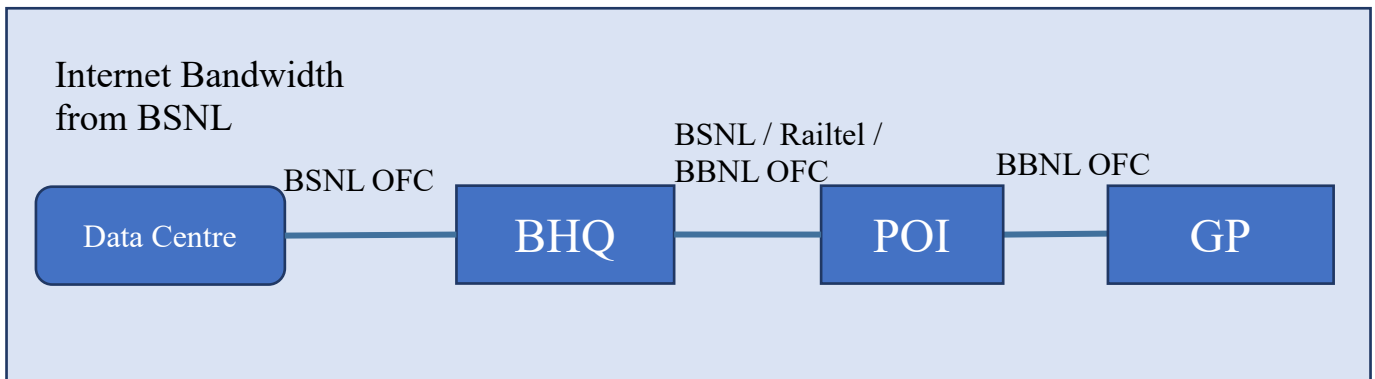 Internet Bandwidth
from BSNL
BSNL OFC
BSNL / Railtel /
BBNL OFC
BBNL OFC
Data Centre
BHQ
POI
GP